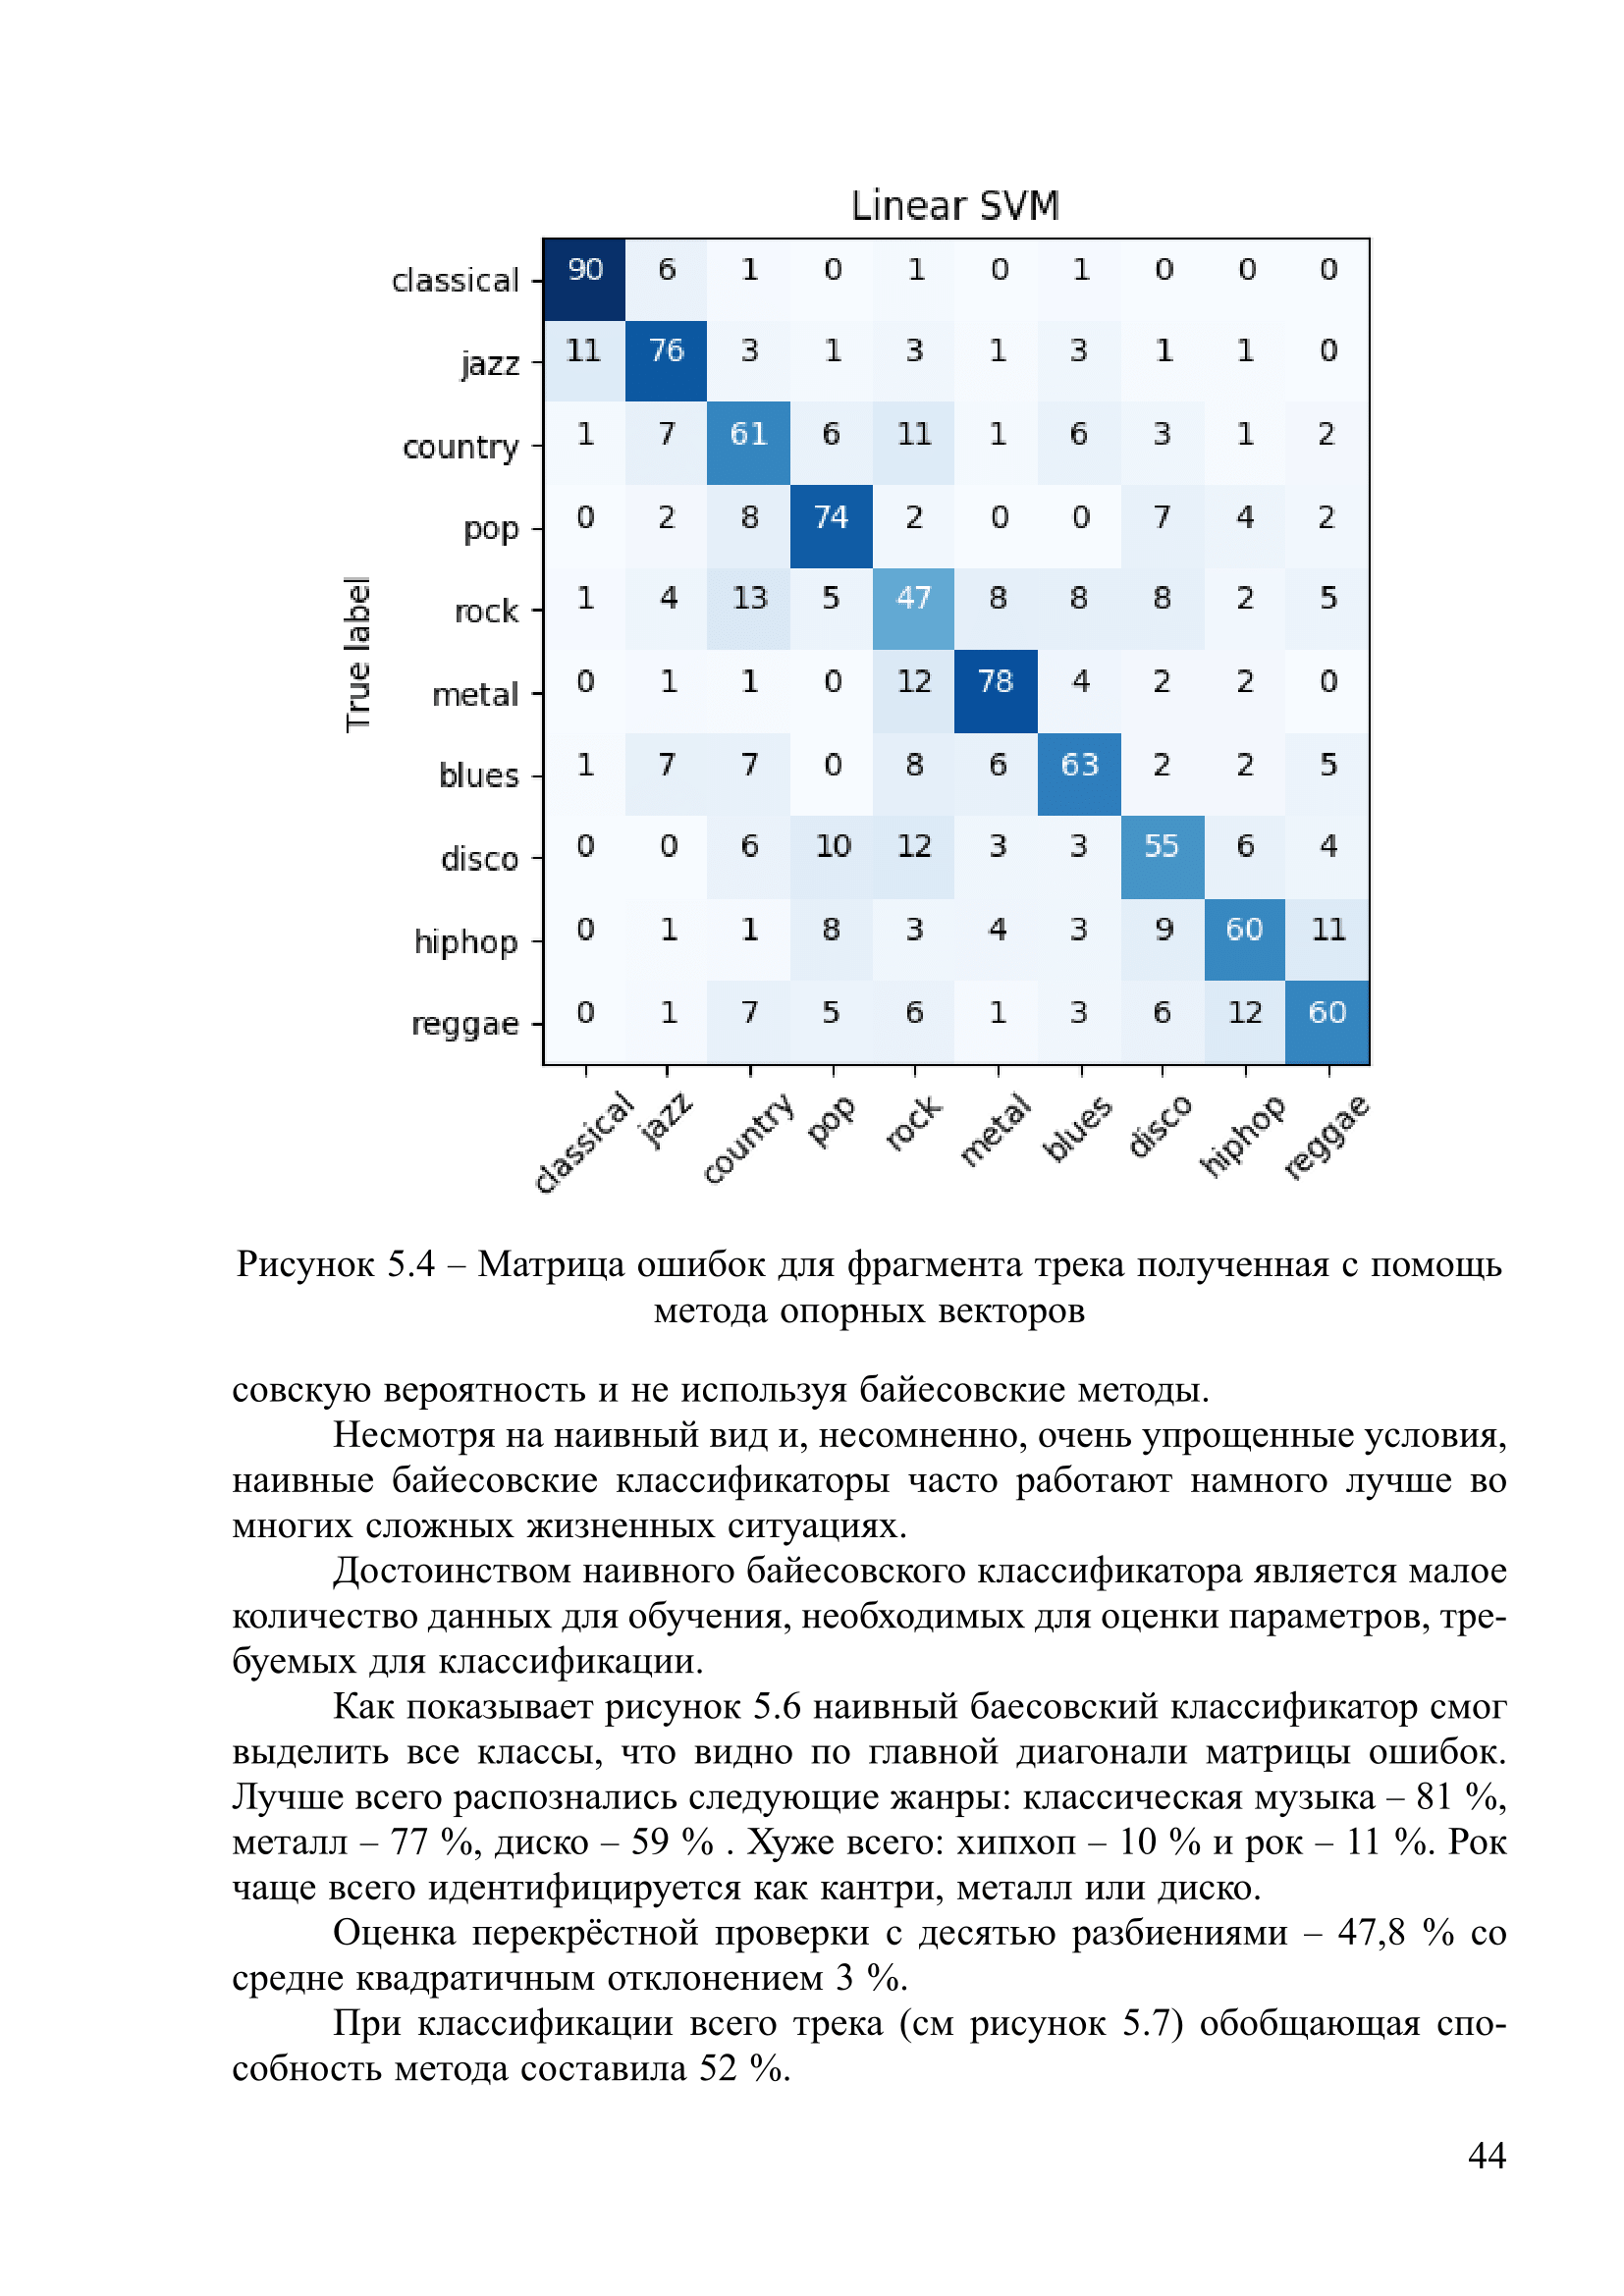 Linear SVM
classical 90 6 1 0 1 0 1 0 0 0
jazz 11 76 3 1 3 1 3 1 1 0
country 1 7 61 6 11 1 6 3 1 2
pop 0 2 8 74 2 0 0 7 4 2
True label
rock 1 4 13 5 47 8 8 8 2 5
metal 0 1 1 0 12 78 4 2 2 0
blues 1 7 7 0 8 6 63 2 2 5
disco 0 0 6 10 12 3 3 55 6 4
hiphop 0 1 1 8 3 4 3 9 60 11
reggae 0 1 7 5 6 1 3 6 12 60
classical jazz country pop rock metal blues disco hiphop reggae
Рисунок 5.4 – Матрица ошибок для фрагмента трека полученная с помощь
метода опорных векторов
совскую вероятность и не используя байесовские методы.
Несмотря на наивный вид и, несомненно, очень упрощенные условия,
наивные байесовские классификаторы часто работают намного лучше во
многих сложных жизненных ситуациях.
Достоинством наивного байесовского классификатора является малое
количество данных для обучения, необходимых для оценки параметров, тре-
буемых для классификации.
Как показывает рисунок 5.6 наивный баесовский классификатор смог
выделить все классы, что видно по главной диагонали матрицы ошибок.
Лучше всего распознались следующие жанры: классическая музыка – 81 %,
металл – 77 %, диско – 59 % . Хуже всего: хипхоп – 10 % и рок – 11 %. Рок
чаще всего идентифицируется как кантри, металл или диско.
Оценка перекрёстной проверки с десятью разбиениями – 47,8 % со
средне квадратичным отклонением 3 %.
При классификации всего трека (см рисунок 5.7) обобщающая спо-
собность метода составила 52 %.
44